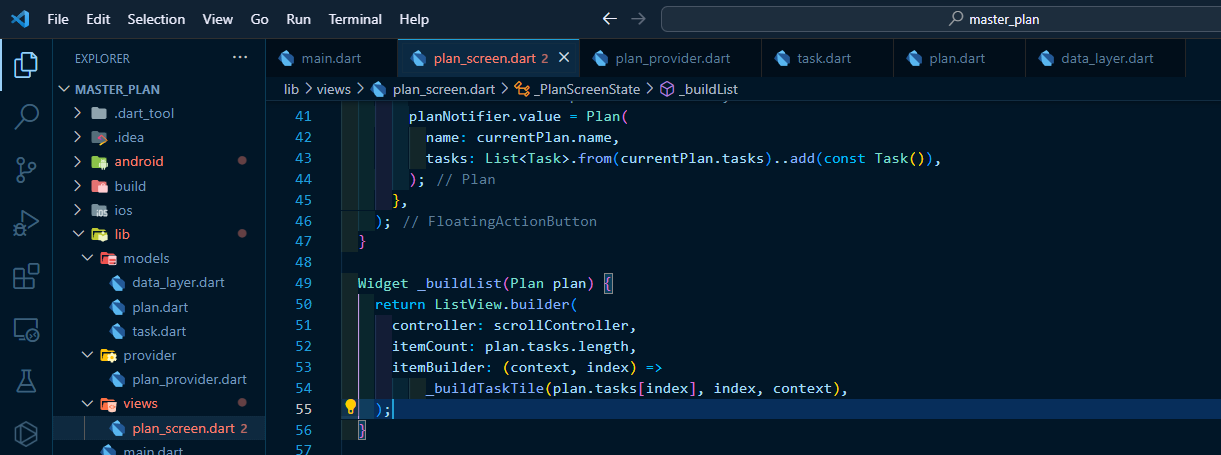 File Edit Selection View Go Run Terminal Help
master_plan
EXPLORER
main.dart
plan_screen.dart 2
plan_provider.dart
task.dart
plan.dart
data_layer.dart
lib > views > plan_screen.dart > _PlanScreenState > _buildList
MASTER_PLAN
.dart_tool
.idea
android
build
ios
lib
models
data_layer.dart
plan.dart
task.dart
provider
plan_provider.dart
views
plan_screen.dart 2
main.dart
41 planNotifier.value = Plan(
42 name: currentPlan.name,
43 tasks: List<Task>.from(currentPlan.tasks)..add(const Task()),
44 ); // Plan
45 },
46 ); // FloatingActionButton
47 }
48
49 Widget _buildList(Plan plan) {
50 return ListView.builder(
51 controller: scrollController,
52 itemCount: plan.tasks.length,
53 itemBuilder: (context, index) =>
54 _buildTaskTile(plan.tasks[index], index, context),
55 );
56 }
57